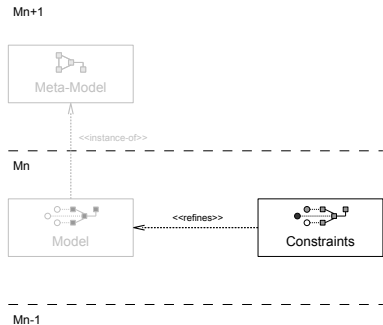 Mn+1
Meta-Model
<<instance-of>>
Mn
<<refines>>
Model
Constraints
Mn-1